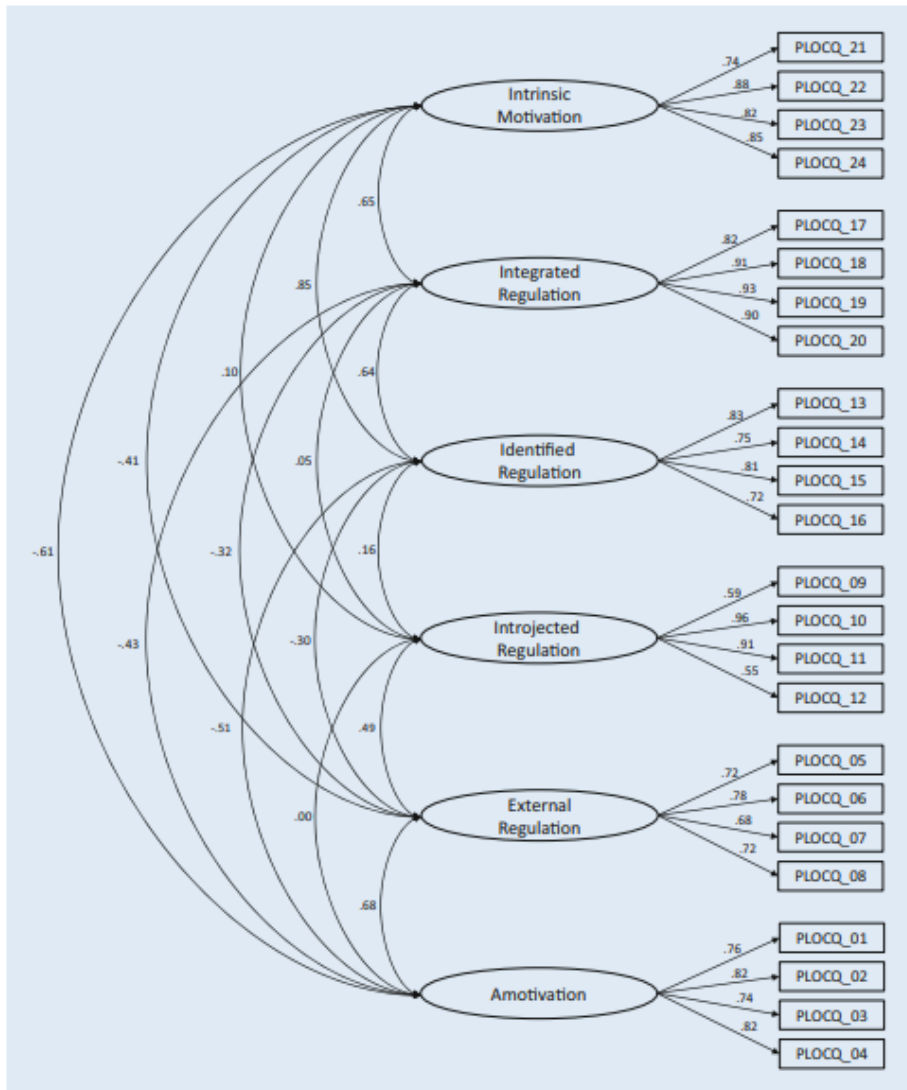 PLOCQ_21
.74
.88
PLOCQ_22
Intrinsic
Motivation
.82
PLOCQ_23
.85
PLOCQ_24
.65
PLOCQ_17
.82
.91
PLOCQ_18
Integrated
Regulation
.93
PLOCQ_19
.85
.90
PLOCQ_20
.10
.64
PLOCQ_13
.83
.75
PLOCQ_14
Identified
Regulation
-.41
.05
.81
PLOCQ_15
.72
PLOCQ_16
-.61
-.32
.16
PLOCQ_09
.59
.96
PLOCQ_10
Introjected
Regulation
-.43
-.30
.91
PLOCQ_11
.55
PLOCQ_12
-.51
.49
PLOCQ_05
.72
.78
PLOCQ_06
External
Regulation
.00
.68
PLOCQ_07
.72
PLOCQ_08
.68
PLOCQ_01
.76
.82
PLOCQ_02
Amotivation
.74
PLOCQ_03
.82
PLOCQ_04